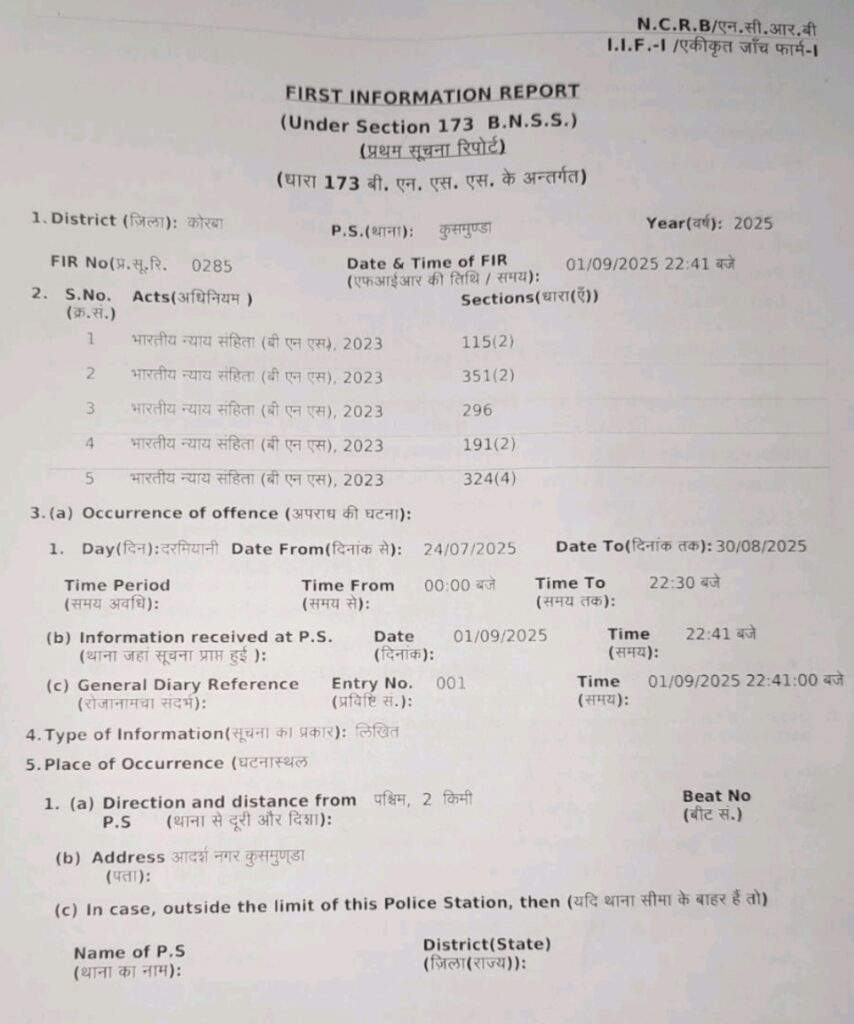 N.C.R.B/एन.सी.आर.बी
I.I.F.-I /एकीकृत जाँच फार्म-I
FIRST INFORMATION REPORT
(Under Section 173 B.N.S.S.)
(प्रथम सूचना रिपोर्ट)
(धारा 173 बी. एन. एस. एस. के अन्तर्गत)
1. District (ज़िला): कोरबा P.S.(थाना): कुसमुण्डा Year(वर्ष): 2025
FIR No(प्र.सू.रि. 0285 Date & Time of FIR 01/09/2025 22:41 बजे
(एफआईआर की तिथि / समय):
2. S.No. Acts(अधिनियम ) Sections(धारा(एँ))
(क्र.सं.)
1 भारतीय न्याय संहिता (बी एन एस), 2023 115(2)
2 भारतीय न्याय संहिता (बी एन एस), 2023 351(2)
3 भारतीय न्याय संहिता (बी एन एस), 2023 296
4 भारतीय न्याय संहिता (बी एन एस), 2023 191(2)
5 भारतीय न्याय संहिता (बी एन एस), 2023 324(4)
3.(a) Occurrence of offence (अपराध की घटना):
1. Day(दिन):दरमियानी Date From(दिनांक से): 24/07/2025 Date To(दिनांक तक): 30/08/2025
Time Period Time From 00:00 बजे Time To 22:30 बजे
(समय अवधि): (समय से): (समय तक):
(b) Information received at P.S. Date 01/09/2025 Time 22:41 बजे
(थाना जहां सूचना प्राप्त हुई ): (दिनांक): (समय):
(c) General Diary Reference Entry No. 001 Time 01/09/2025 22:41:00 बजे
(रोजानामचा संदर्भ): (प्रविष्टि सं.): (समय):
4.Type of Information(सूचना का प्रकार): लिखित
5.Place of Occurrence (घटनास्थल
1. (a) Direction and distance from पश्चिम, 2 किमी Beat No
P.S (थाना से दूरी और दिशा): (बीट सं.)
(b) Address आदर्श नगर कुसमुण्डा
(पता):
(c) In case, outside the limit of this Police Station, then (यदि थाना सीमा के बाहर हैं तो)
Name of P.S District(State)
(थाना का नाम): (ज़िला(राज्य)):